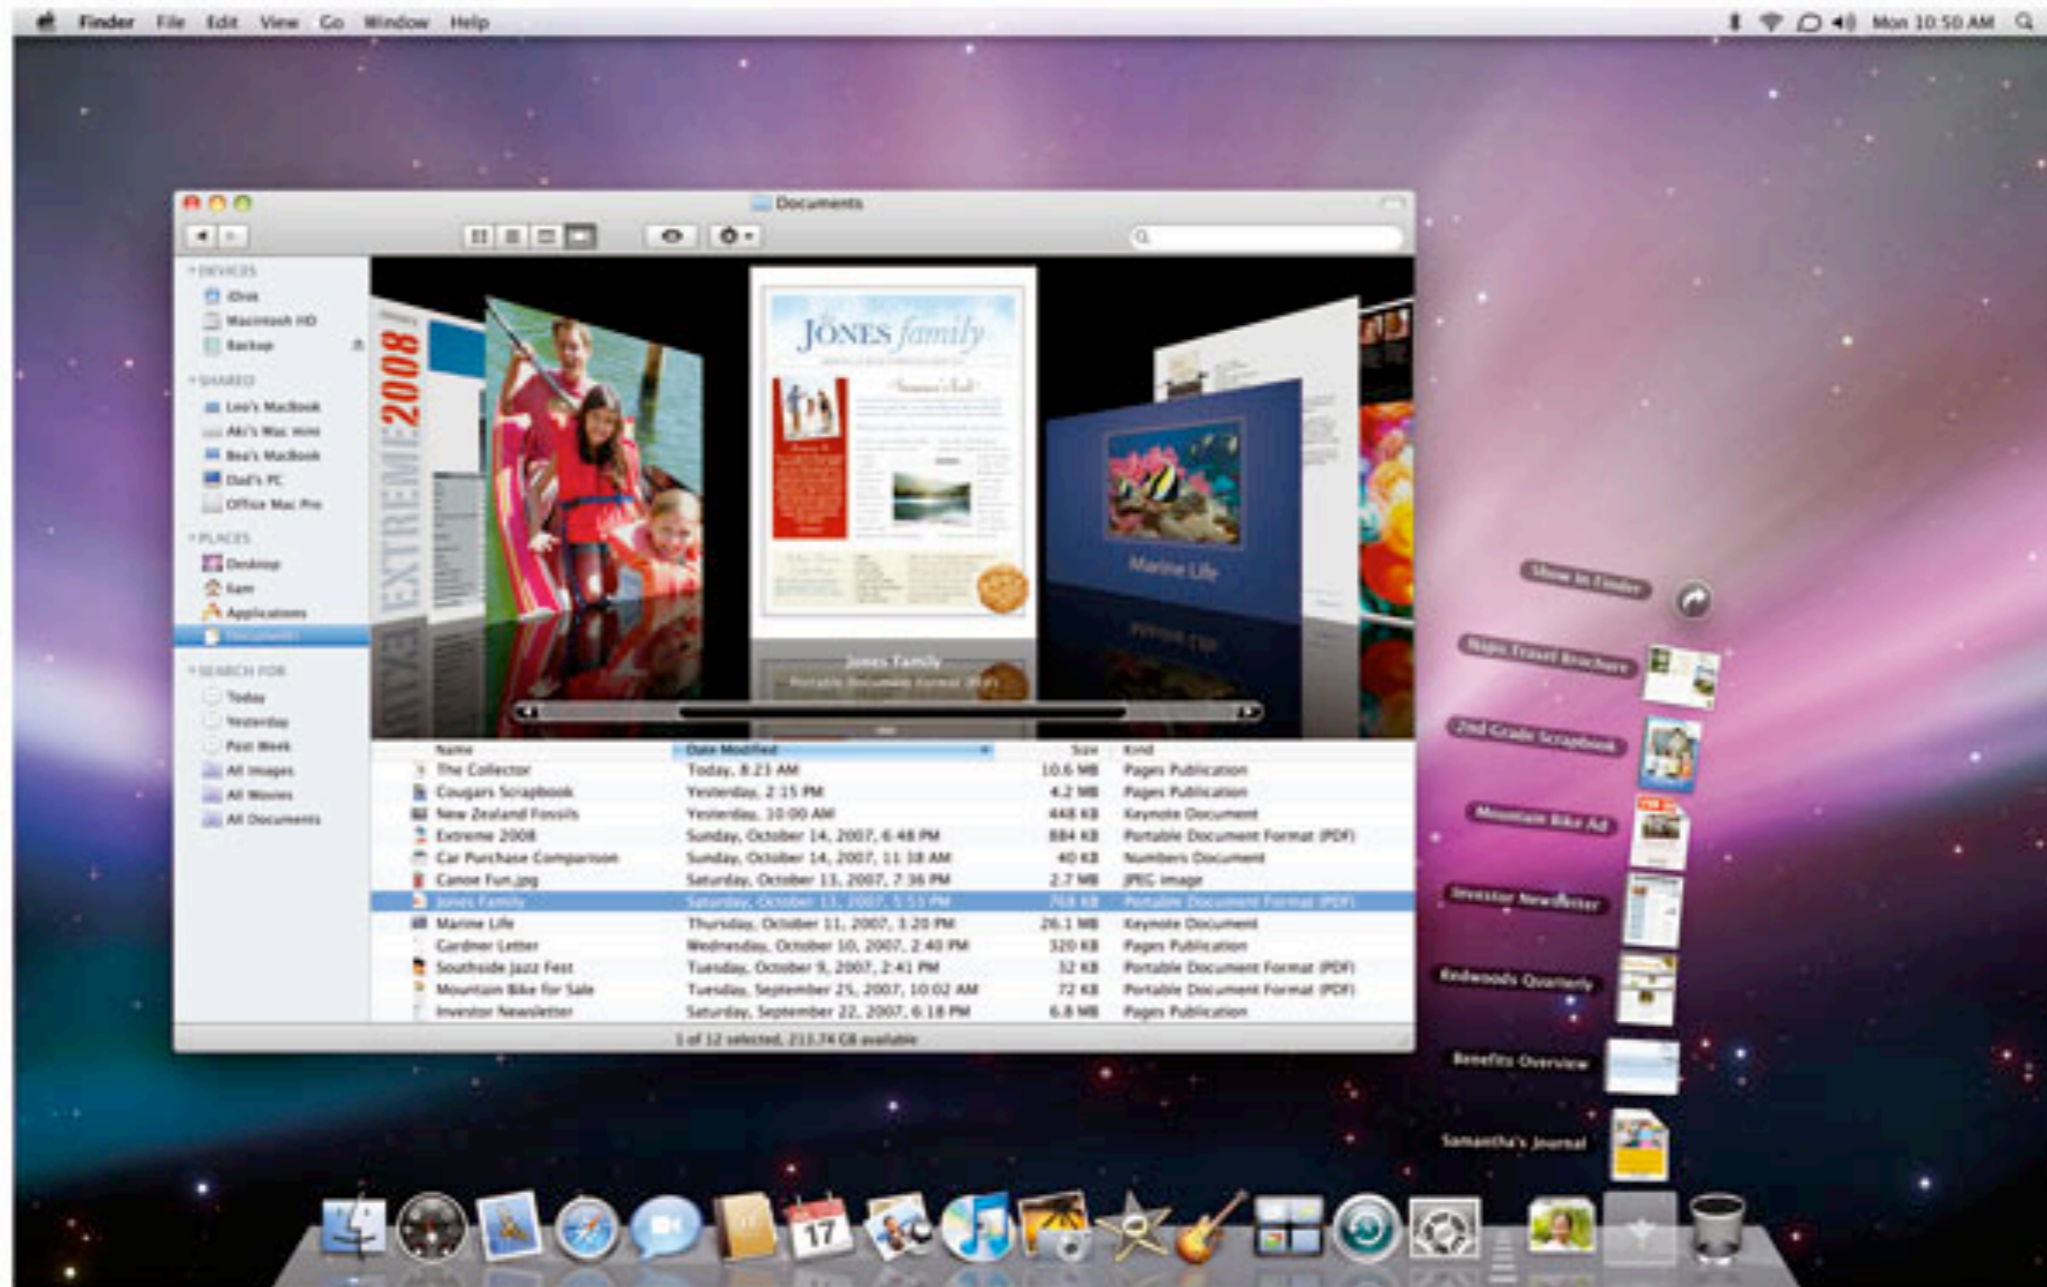 Finder File Edit View Go Window Help Mon 10:50 AM
Documents
DEVICES
iDisk
Macintosh HD
Backup
SHARED
Leo's MacBook
Aki's Mac mini
Bea's MacBook
Dad's PC
Office Mac Pro
PLACES
Desktop
Sam
Applications
Documents
SEARCH FOR
Today
Yesterday
Past Week
All Images
All Movies
All Documents
EXTREME 2008
JONES family
Marine Life
Jones Family
Portable Document Format (PDF)
Name Date Modified Size Kind
The Collector Today, 8:23 AM 10.6 MB Pages Publication
Cougars Scrapbook Yesterday, 2:15 PM 4.2 MB Pages Publication
New Zealand Fossils Yesterday, 10:00 AM 448 KB Keynote Document
Extreme 2008 Sunday, October 14, 2007, 6:48 PM 884 KB Portable Document Format (PDF)
Car Purchase Comparison Sunday, October 14, 2007, 11:38 AM 40 KB Numbers Document
Canoe Fun.jpg Saturday, October 13, 2007, 7:36 PM 2.7 MB JPEG image
Jones Family Saturday, October 13, 2007, 5:53 PM 768 KB Portable Document Format (PDF)
Marine Life Thursday, October 11, 2007, 3:20 PM 26.1 MB Keynote Document
Gardner Letter Wednesday, October 10, 2007, 2:40 PM 320 KB Pages Publication
Southside Jazz Fest Tuesday, October 9, 2007, 2:41 PM 32 KB Portable Document Format (PDF)
Mountain Bike for Sale Tuesday, September 25, 2007, 10:02 AM 72 KB Portable Document Format (PDF)
Investor Newsletter Saturday, September 22, 2007, 6:18 PM 6.8 MB Pages Publication
1 of 12 selected, 213.74 GB available
Show in Finder
Travel Brochure
2nd Grade Scrapbook
Mountain Bike Ad
Investor Newsletter
Redwoods Quarterly
Benefits Overview
Samantha's Journal
17